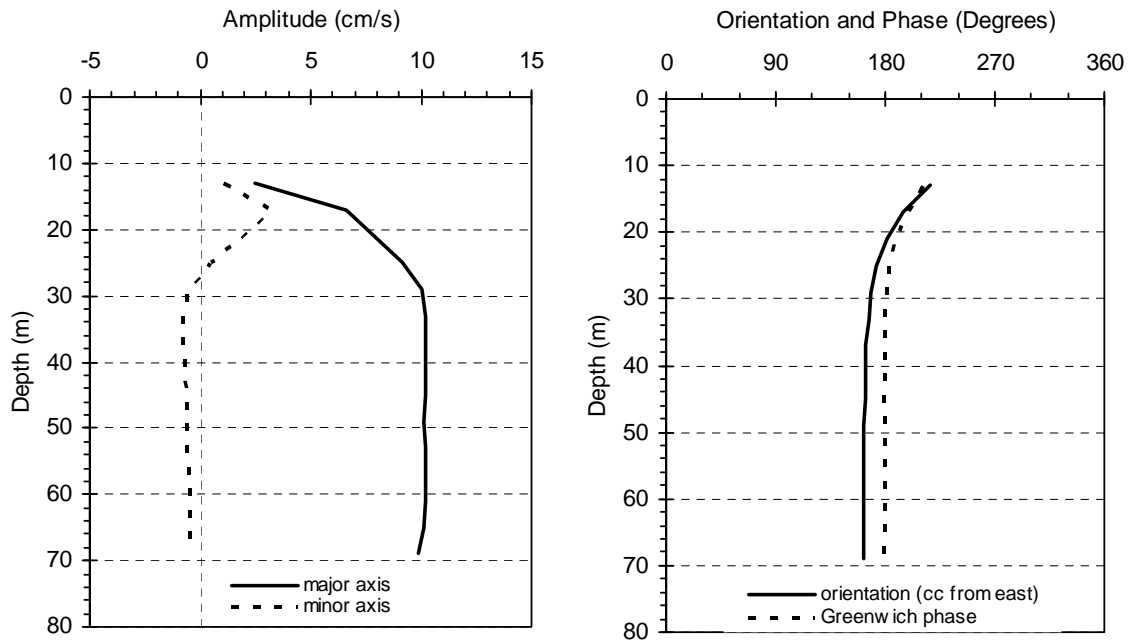 Amplitude (cm/s)
-5 0 5 10 15
0
10
20
30
40
50
60
70
80
Depth (m)
major axis
minor axis
Orientation and Phase (Degrees)
0 90 180 270 360
0
10
20
30
40
50
60
70
80
Depth (m)
orientation (cc from east)
Greenwich phase